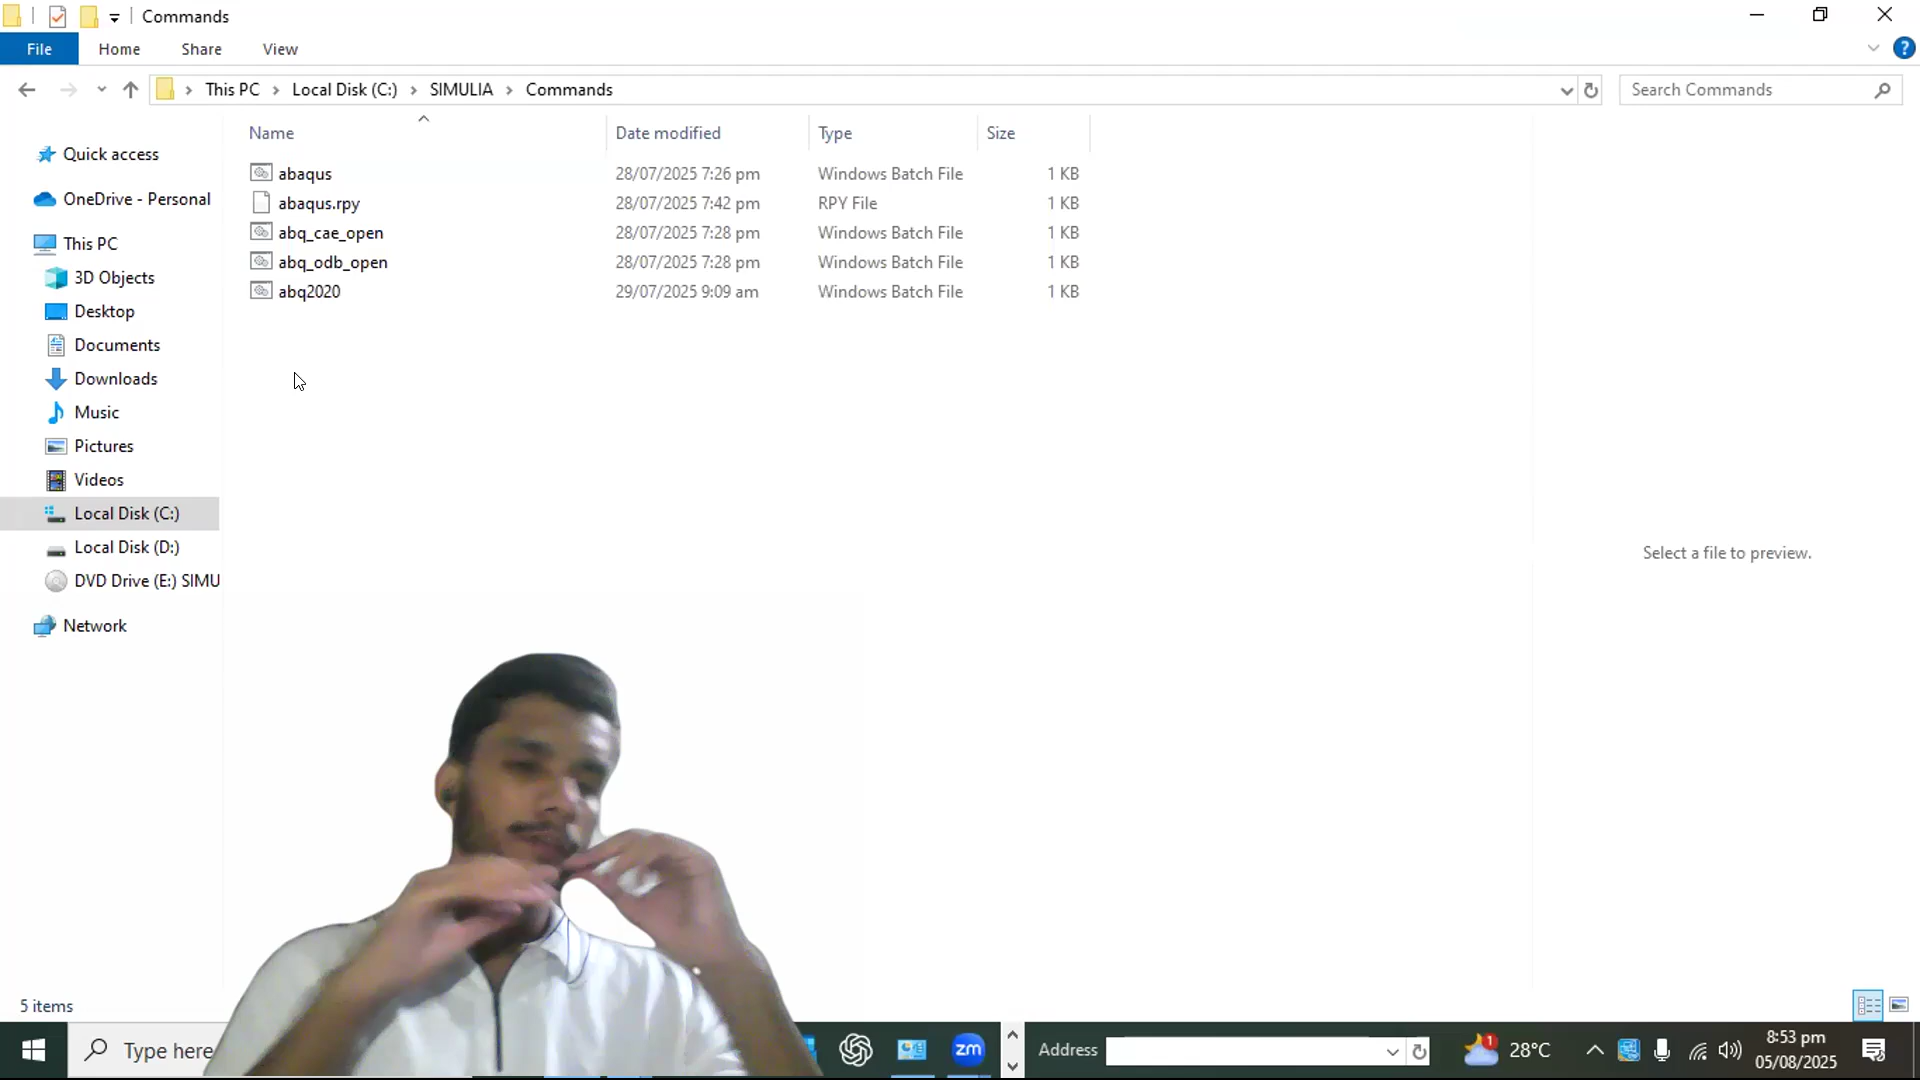 Commands
File Home Share View
This PC Local Disk (C:) SIMULIA Commands
Search Commands
Name Date modified Type Size
abaqus 28/07/2025 7:26 pm Windows Batch File 1 KB
abaqus.rpy 28/07/2025 7:42 pm RPY File 1 KB
abq_cae_open 28/07/2025 7:28 pm Windows Batch File 1 KB
abq_odb_open 28/07/2025 7:28 pm Windows Batch File 1 KB
abq2020 29/07/2025 9:09 am Windows Batch File 1 KB
Quick access
OneDrive - Personal
This PC
3D Objects
Desktop
Documents
Downloads
Music
Pictures
Videos
Local Disk (C:)
Local Disk (D:)
DVD Drive (E:) SIMU
Network
Select a file to preview.
5 items
Type here
zm
Address
1
28°C
8:53 pm
05/08/2025